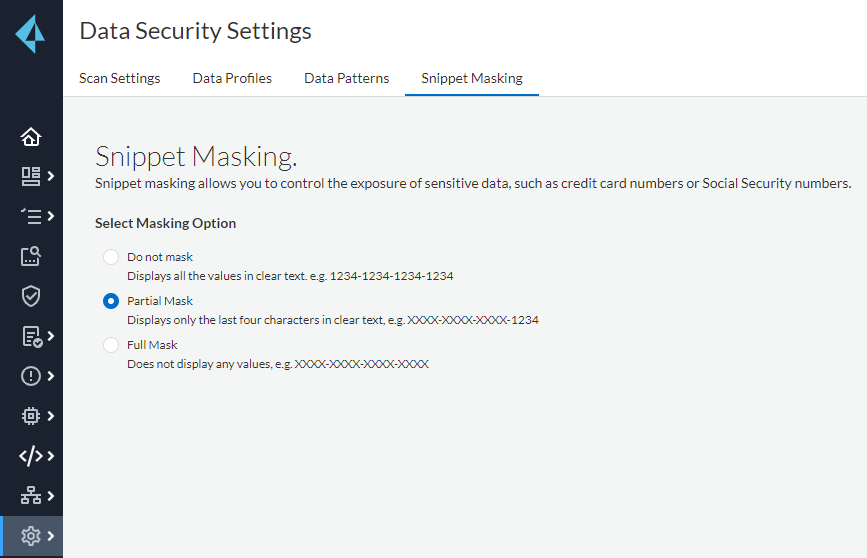 Data Security Settings
Scan Settings Data Profiles Data Patterns Snippet Masking
Snippet Masking.
Snippet masking allows you to control the exposure of sensitive data, such as credit card numbers or Social Security numbers.
Select Masking Option
Do not mask
Displays all the values in clear text. e.g. 1234-1234-1234-1234
Partial Mask
Displays only the last four characters in clear text, e.g. XXXX-XXXX-XXXX-1234
Full Mask
Does not display any values, e.g. XXXX-XXXX-XXXX-XXXX